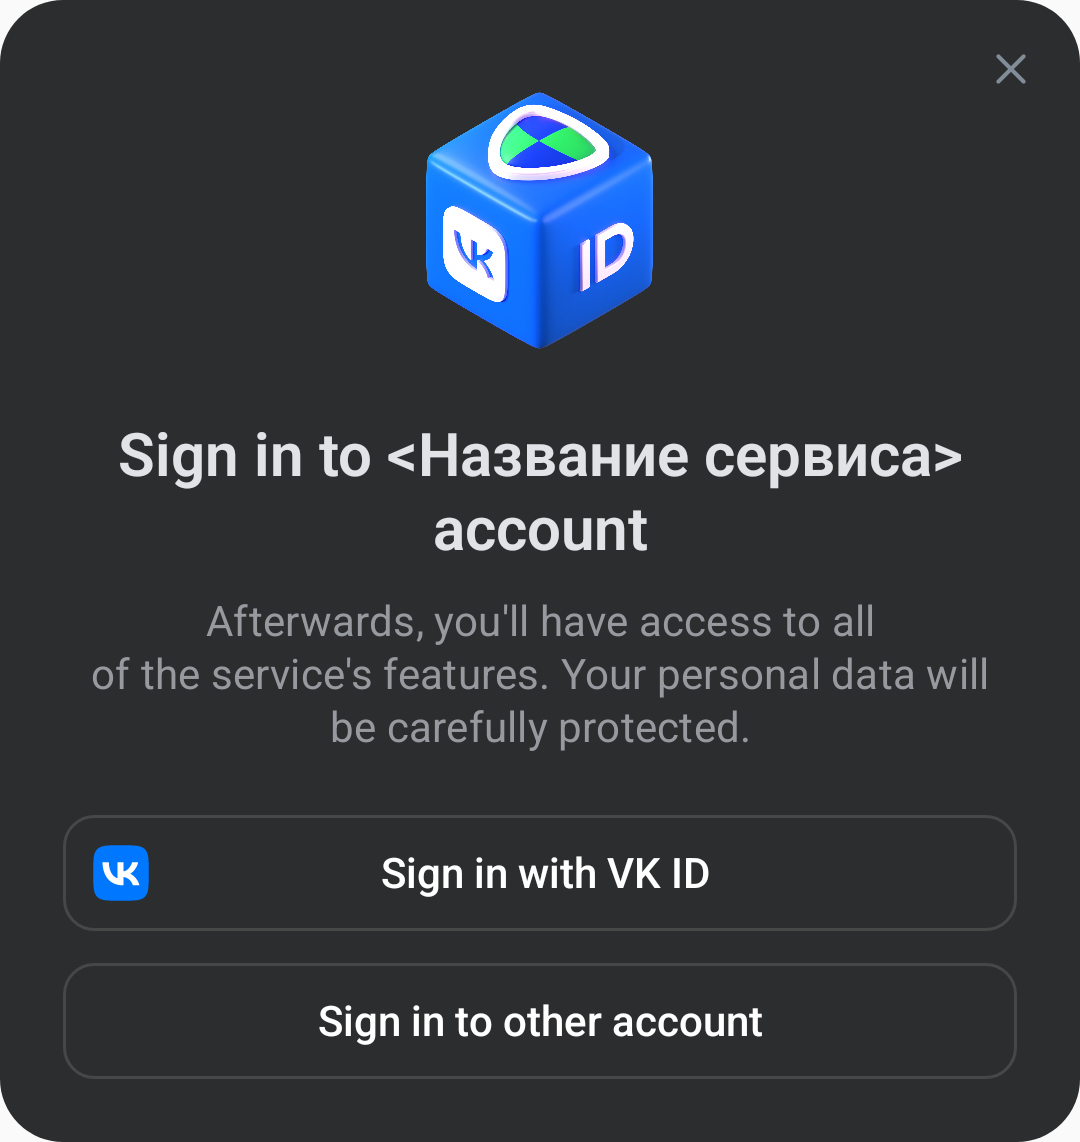 VK
ID
Sign in to <Название сервиса>
account
Afterwards, you'll have access to all
of the service's features. Your personal data will
be carefully protected.
VK
Sign in with VK ID
Sign in to other account